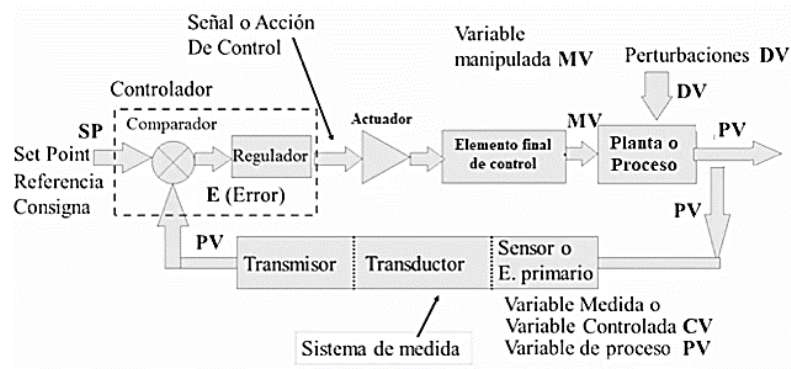 Señal o Acción
De Control
Variable
manipulada MV
Perturbaciones DV
Controlador
DV
SP
Comparador
Actuador
MV
PV
Set Point
Referencia
Consigna
Regulador
Elemento final
de control
Planta o
Proceso
E (Error)
PV
PV
Transmisor
Transductor
Sensor o
E. primario
Variable Medida o
Variable Controlada CV
Variable de proceso PV
Sistema de medida